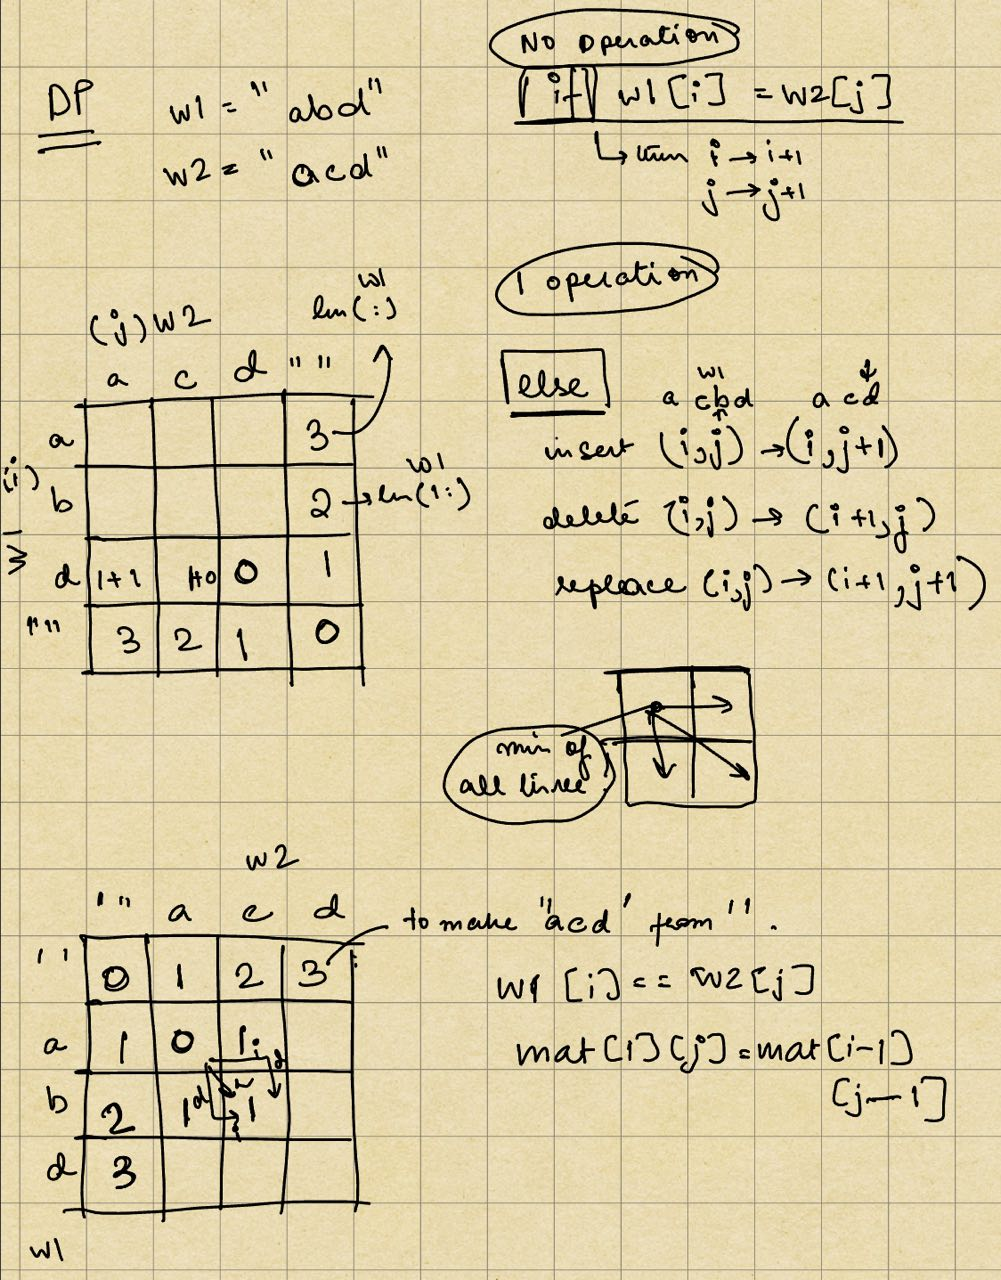 DP
w1 = "abd"
w2 = "acd"
No operation
if w1[i] = w2[j]
↳ then i → i+1
j → j+1
1 operation
w1
len(:)
(j) w2
a c d ""
a 3
(i) b 2 → len(1:)
w1
d 1+1 1+0 0 1
"" 3 2 1 0
else
w1
a cbd acd
insert (i,j) → (i, j+1)
delete (i,j) → (i+1, j)
replace (i,j) → (i+1, j+1)
min of
all three
w2
"" a c d → to make "acd' from ''.
'' 0 1 2 3
a 1 0 1
b 2 1 1
d 3
w1
w1[i] == w2[j]
mat[i][j] = mat[i-1]
[j-1]